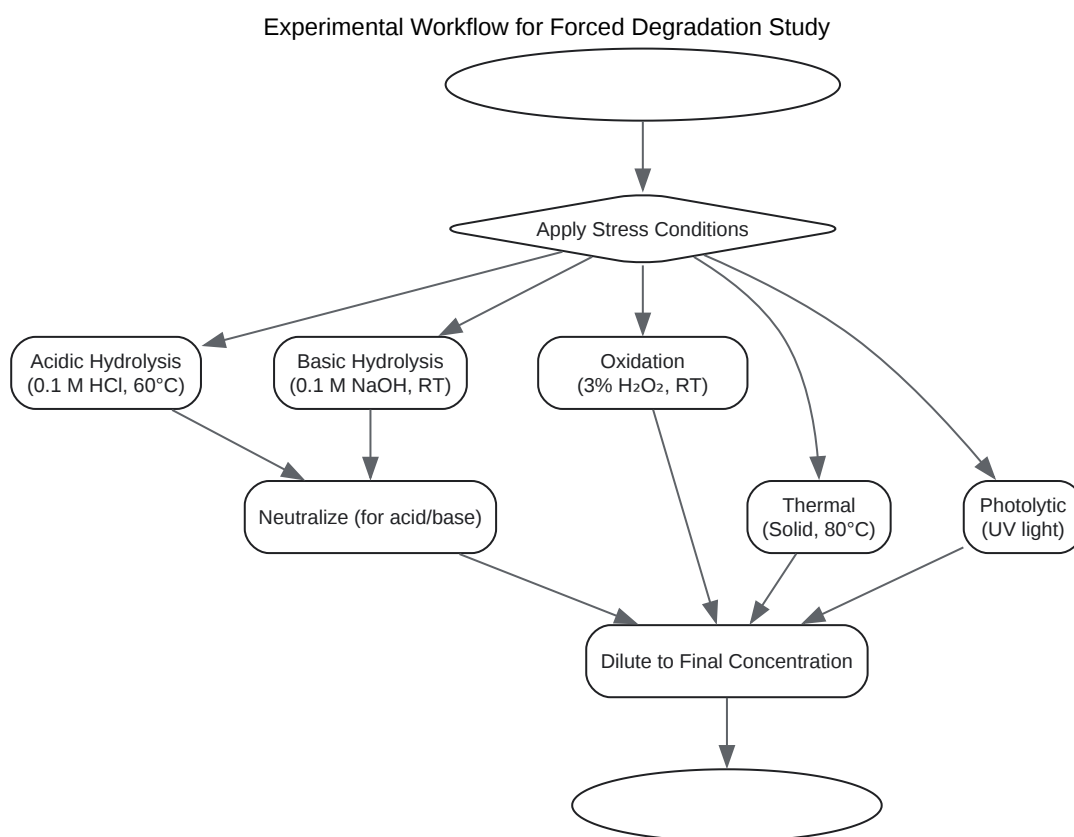 Experimental Workflow for Forced Degradation Study
Apply Stress Conditions
Acidic Hydrolysis
(0.1 M HCl, 60°C)
Basic Hydrolysis
(0.1 M NaOH, RT)
Oxidation
(3% H₂O₂, RT)
Neutralize (for acid/base)
Thermal
(Solid, 80°C)
Photolytic
(UV light)
Dilute to Final Concentration